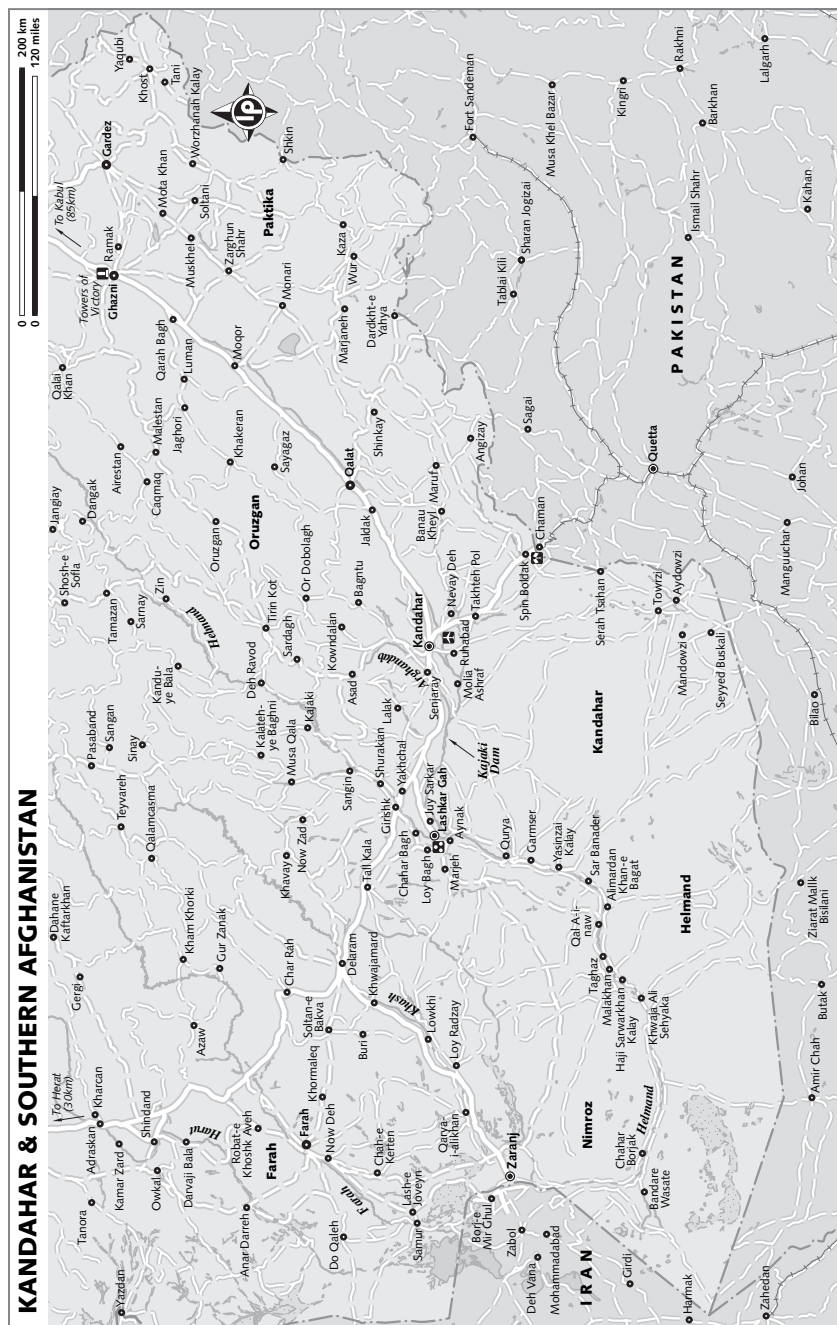 KANDAHAR & SOUTHERN AFGHANISTAN
0 200 km
0 120 miles
To Herat
(30km)
To Kabul
(85km)
Yazdan
Tanora
Adraskan
Kharcan
Kamar Zard
Shindand
Owkal
Darvaji Bala
Harut
Anar Darreh
Robat-e
Khoshk Aveh
Farah
Farah
Now Deh
Khormaleq
Do Qaleh
Farah
Chah-e
Kerten
Lash-e
Joveyn
Samur
Gergi
Dahane
Kaftarkhan
Azaw
Kham Khorki
Gur Zanak
Char Rah
Soltan-e
Bakva
Buri
Delaram
Khwajamard
Khash
Lowkhi
Loy Radzay
Qarya-
i-alikhan
Zaranj
Borj-e
Mir Ghul
Zabol
Deh Vana
Mohammadabad
IRAN
Girdi
Harmak
Zahedan
Nimroz
Chahar
Borjak
Helmand
Bandare
Wasate
Teyvareh
Qalamcasma
Pasaband
Sangan
Sinay
Kandu-
ye Bala
Khavay
Now Zad
Musa Qala
Kalateh-
ye Baghni
Kajaki
Tall Kala
Sangin
Shurakian
Yakhchal
Girishk
Chahar Bagh
Juy Sarkar
Lashkar Gah
Loy Bagh
Aynak
Marjeh
Kajaki
Dam
Qurya
Garmser
Yasinzai
Kalay
Sar Banader
Alimardan
Khan-e
Bagat
Qal A-i-
naw
Taghaz
Malakhan
Haji Sarwarkhan
Kalay
Khwaja Ali
Sehyaka
Helmand
Butak
Amir Chah
Ziarat Malik
Bisilani
Shosh-e
Sofla
Janglay
Dangak
Tamazan
Sarnay
Zin
Helmand
Deh Ravod
Tirin Kot
Sardagh
Or Dobolagh
Kowndalan
Asad
Bagntu
Lalak
Arghandab
Senjaray
Kandahar
Nevay Deh
Ruhabad
Takhteh Pol
Molla
Ashraf
Kandahar
Spin Boldak
Chaman
Serah Tsahan
Towrzi
Aydowzi
Mandowzi
Seyyed Buskali
Bilao
Qalai
Khan
Airestan
Malestan
Caqmaq
Jaghori
Luman
Qarah Bagh
Moqor
Oruzgan
Khakeran
Sayagaz
Oruzgan
Qalat
Jaldak
Shinkay
Banau
Kheyl
Maruf
Angizay
Sagai
Quetta
Johan
Manguuchar
Towers of
Victory
Ghazni
Ramak
Gardez
Yaqubi
Khost
Tani
Mota Khan
Worzhanah Kalay
Soltani
Muskhel
Zarghun
Shahr
Paktika
Shkin
Monari
Kaza
Wur
Marjaneh
Dardkht-e
Yahya
Fort Sandeman
Sharan Jogizai
Tablai Kili
Musa Khel Bazar
Kingri
Rakhni
Barkhan
Ismail Shahr
PAKISTAN
Lalgarh
Kahan
lp